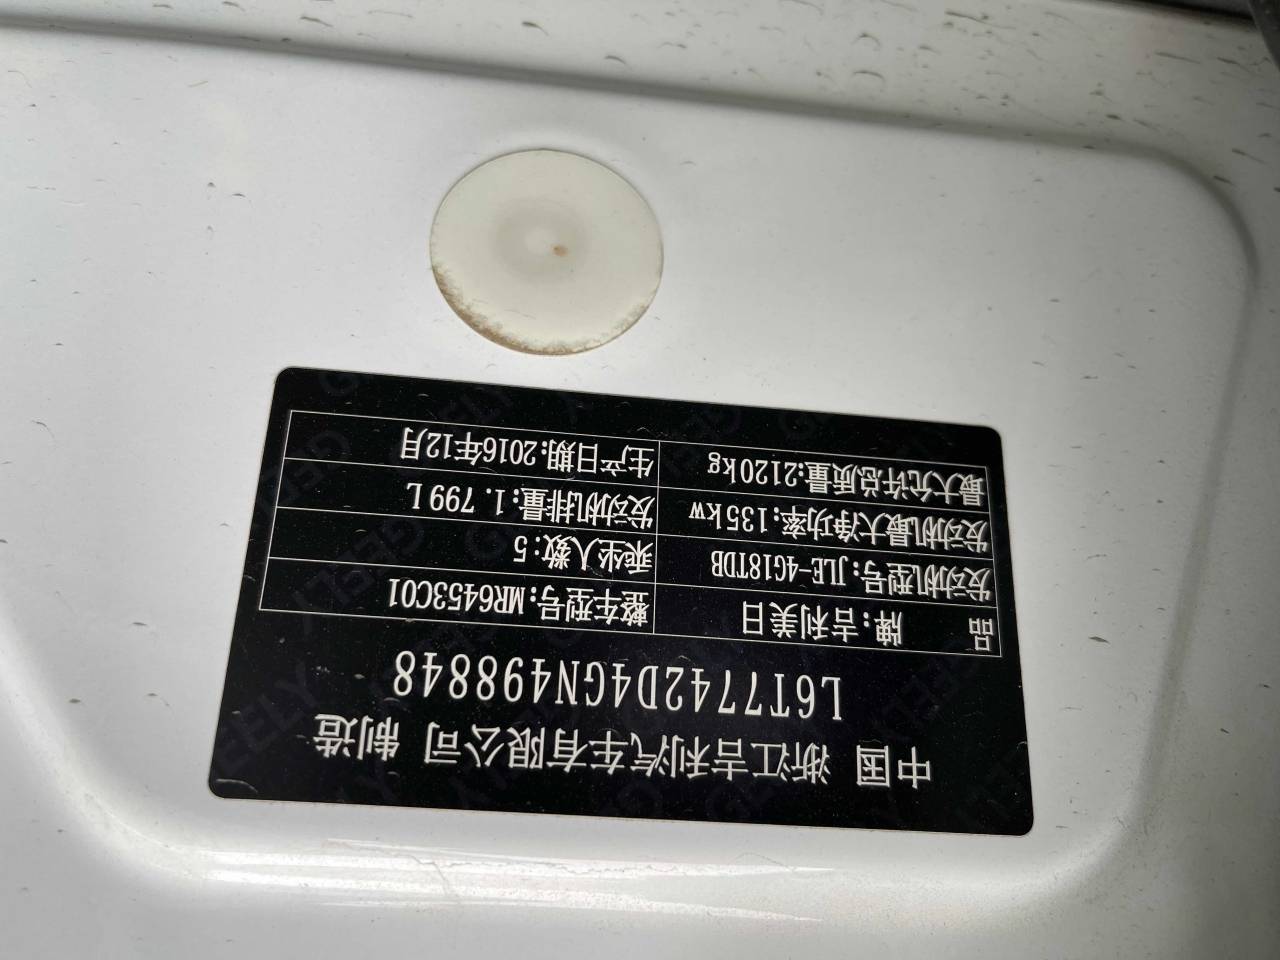 中国 浙江吉利汽车有限公司 制造
L6T7742D4GN498848
品 牌：吉利美日 整车型号：MR6453C01
发动机型号：JLE-4G18TDB 乘坐人数：5
发动机最大净功率：135kw 发动机排量：1.799L
最大允许总质量：2120kg 生产日期：2016年12月